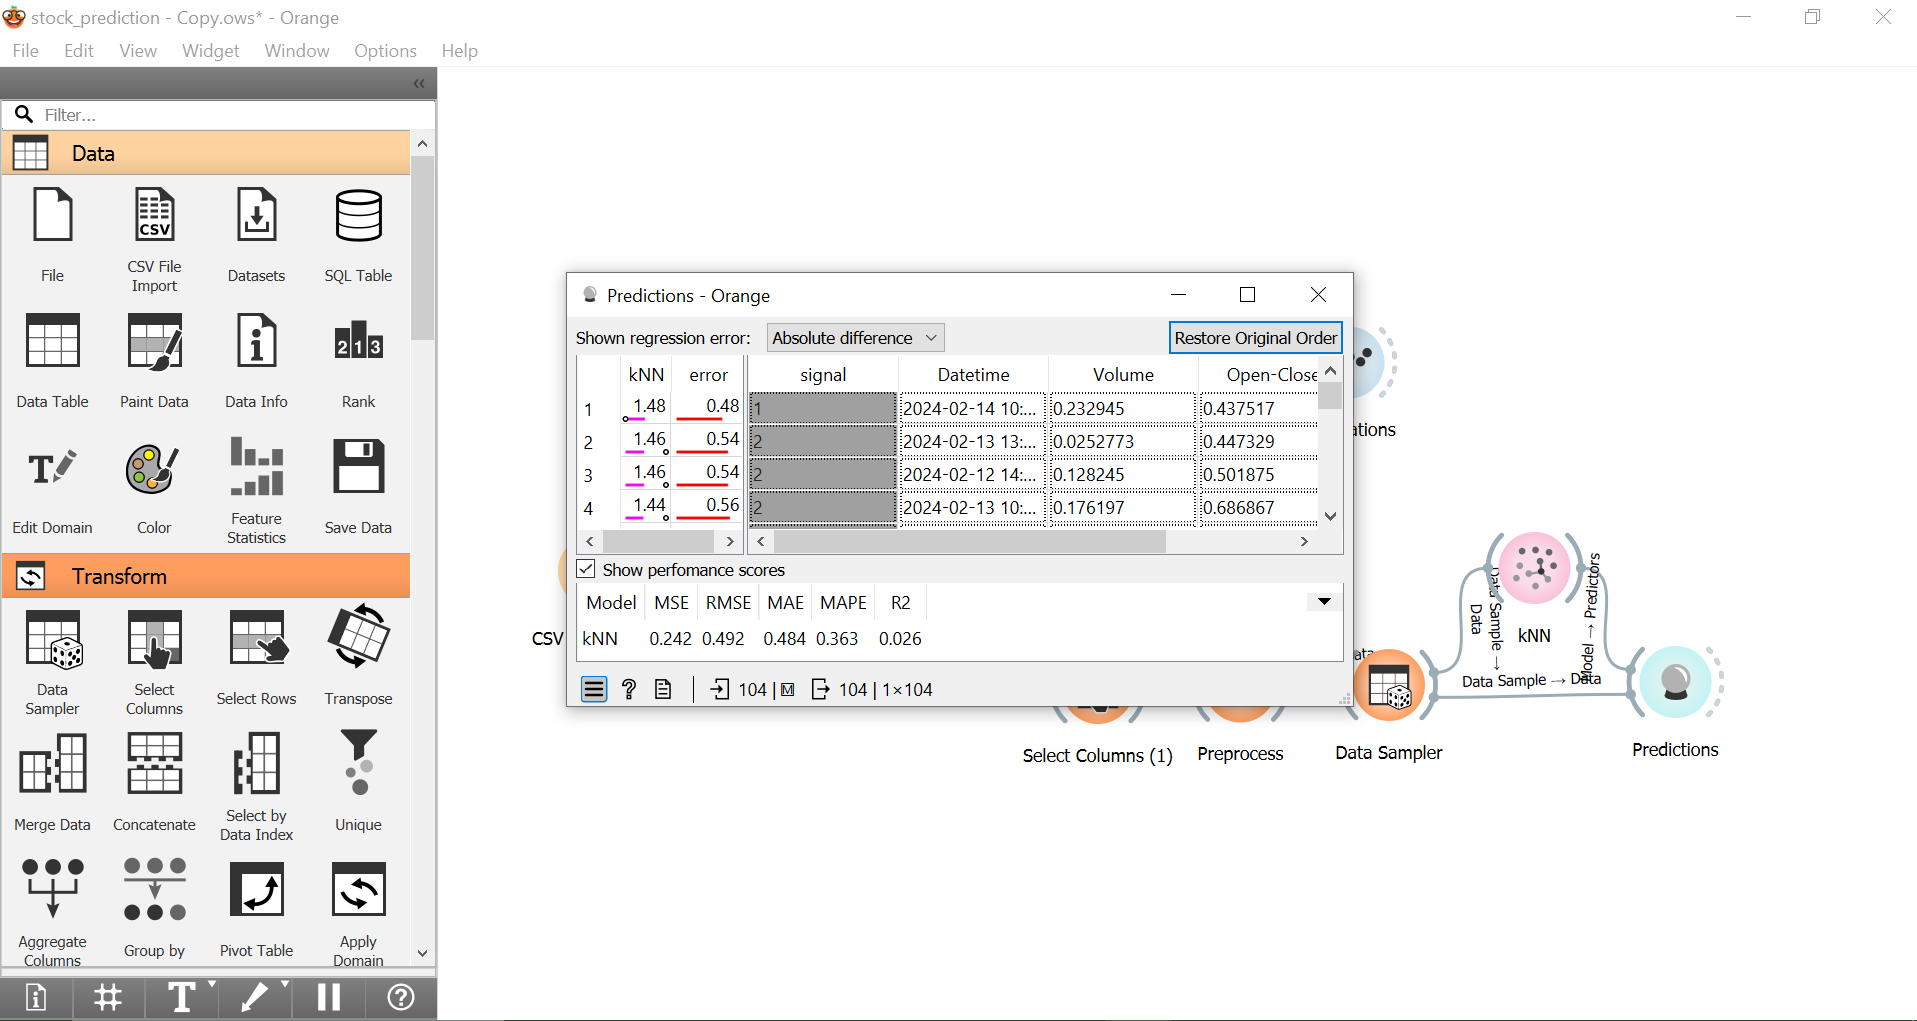 stock_prediction - Copy.ows* - Orange
File Edit View Widget Window Options Help
Filter...
Data
File
CSV File
Import
Datasets
SQL Table
Data Table
Paint Data
Data Info
Rank
Edit Domain
Color
Feature
Statistics
Save Data
Transform
Data
Sampler
Select
Columns
Select Rows
Transpose
Merge Data
Concatenate
Select by
Data Index
Unique
Aggregate
Columns
Group by
Pivot Table
Apply
Domain
Predictions - Orange
Shown regression error: Absolute difference Restore Original Order
kNN error signal Datetime Volume Open-Close
1 1.48 0.48 1 2024-02-14 10:... 0.232945 0.437517
2 1.46 0.54 2 2024-02-13 13:... 0.0252773 0.447329
3 1.46 0.54 2 2024-02-12 14:... 0.128245 0.501875
4 1.44 0.56 2 2024-02-13 10:... 0.176197 0.686867
Show perfomance scores
Model MSE RMSE MAE MAPE R2
kNN 0.242 0.492 0.484 0.363 0.026
104 | M 104 | 1×104
CSV
ations
ata
Select Columns (1)
Preprocess
Data Sampler
Data Sample → Data
kNN
Model → Predictors
Data Sample → Data
Predictions